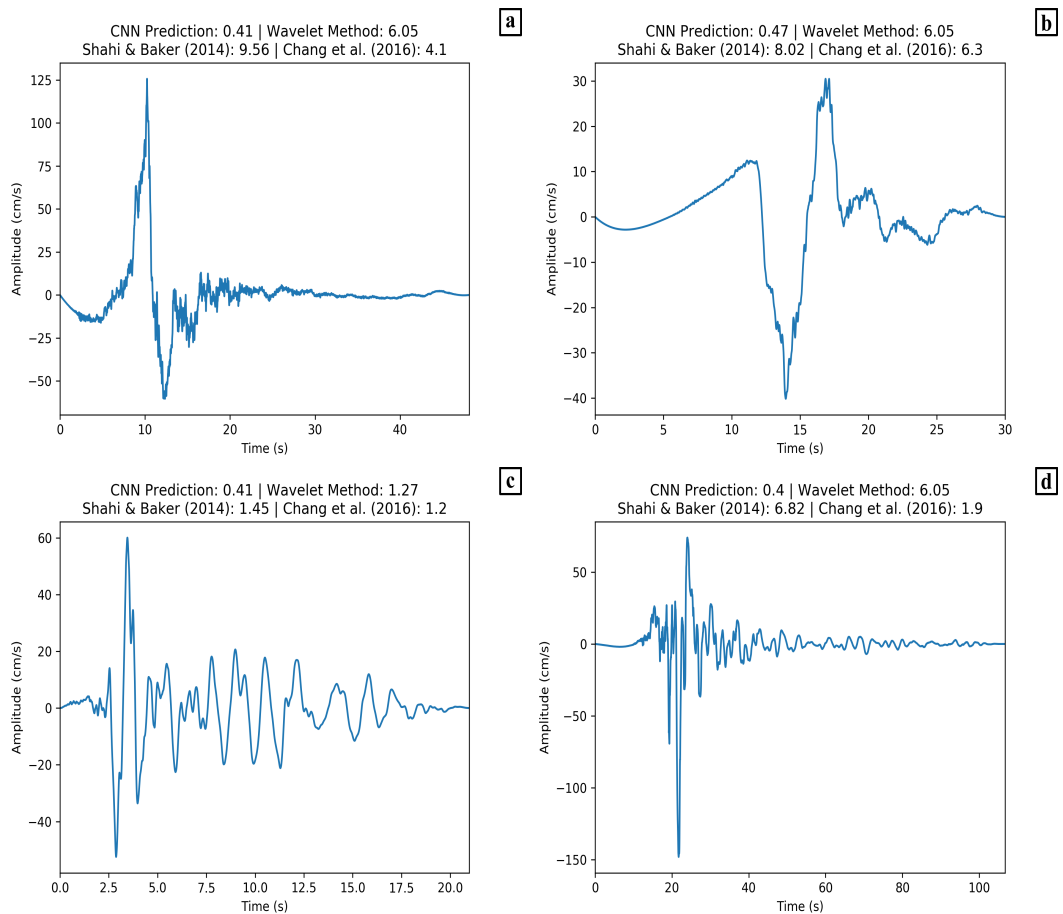 a
CNN Prediction: 0.41 | Wavelet Method: 6.05
Shahi & Baker (2014): 9.56 | Chang et al. (2016): 4.1
125
100
75
50
25
0
−25
−50
Amplitude (cm/s)
0 10 20 30 40
Time (s)
b
CNN Prediction: 0.47 | Wavelet Method: 6.05
Shahi & Baker (2014): 8.02 | Chang et al. (2016): 6.3
30
20
10
0
−10
−20
−30
−40
Amplitude (cm/s)
0 5 10 15 20 25 30
Time (s)
c
CNN Prediction: 0.41 | Wavelet Method: 1.27
Shahi & Baker (2014): 1.45 | Chang et al. (2016): 1.2
60
40
20
0
−20
−40
Amplitude (cm/s)
0.0 2.5 5.0 7.5 10.0 12.5 15.0 17.5 20.0
Time (s)
d
CNN Prediction: 0.4 | Wavelet Method: 6.05
Shahi & Baker (2014): 6.82 | Chang et al. (2016): 1.9
50
0
−50
−100
−150
Amplitude (cm/s)
0 20 40 60 80 100
Time (s)